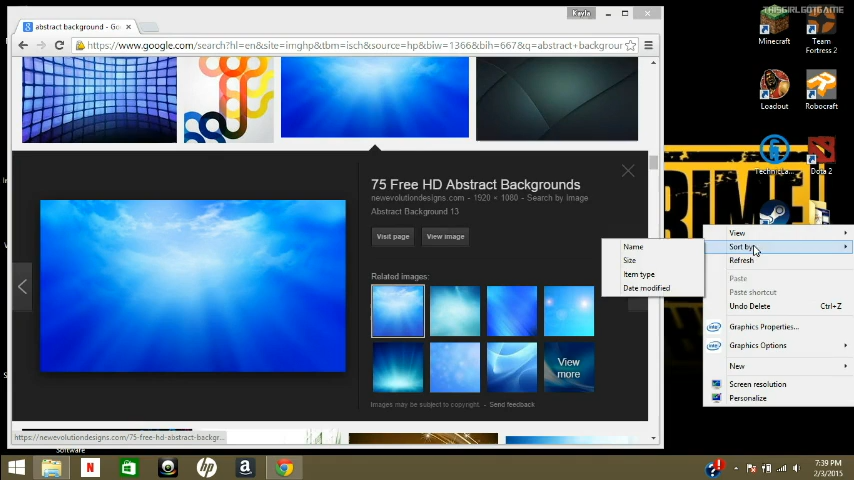 THISGIRLGOTGAME
Kayla
abstract background - Go
https://www.google.com/search?hl=en&site=imghp&tbm=isch&source=hp&biw=1366&bih=667&q=abstract+backgrour
75 Free HD Abstract Backgrounds
newevolutiondesigns.com - 1920 × 1080 - Search by Image
Abstract Background 13
Visit page
View image
Related images:
View more
Images may be subject to copyright. - Send feedback
https://newevolutiondesigns.com/75-free-hd-abstract-backgr...
Software
Minecraft
Team Fortress 2
Loadout
Robocraft
TechnicLa...
Dota 2
RIME
Name
Size
Item type
Date modified
View
Sort by
Refresh
Paste
Paste shortcut
Undo Delete Ctrl+Z
Graphics Properties...
Graphics Options
New
Screen resolution
Personalize
intel
intel
N
hp
a
7:39 PM
2/3/2015